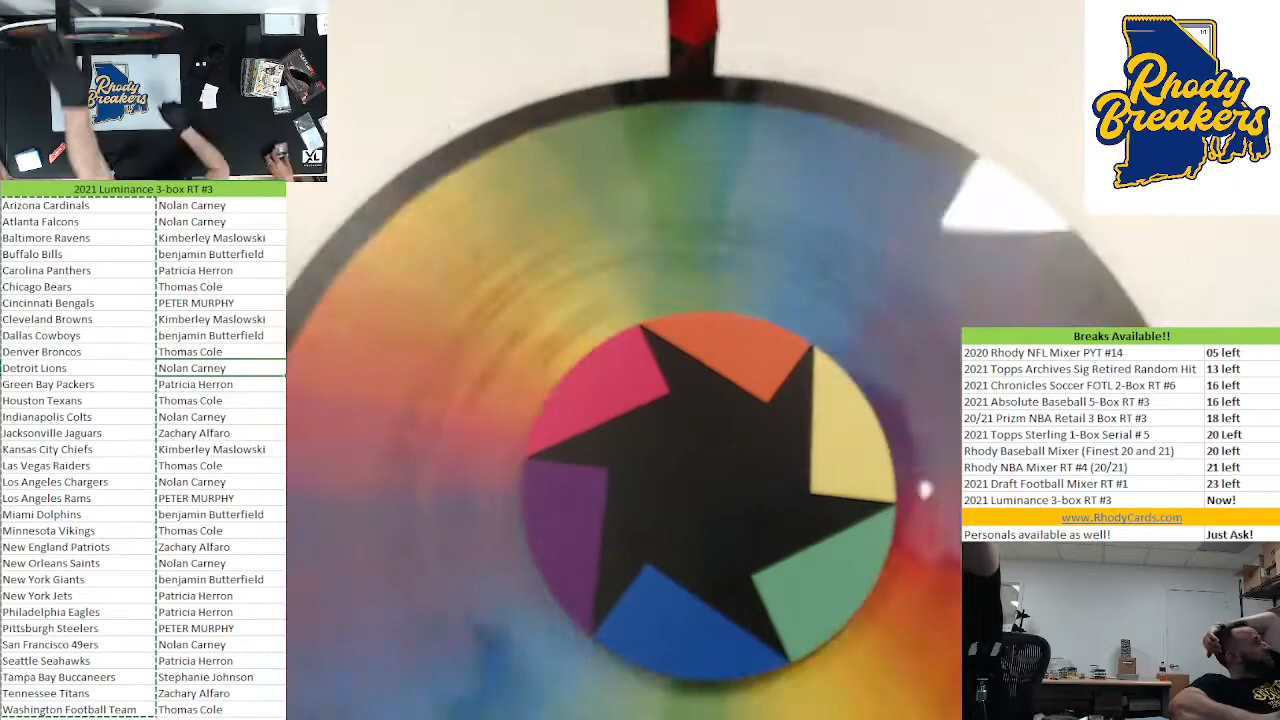 Rhody
Breakers
XL
2021 Luminance 3-box RT #3
Arizona Cardinals Nolan Carney
Atlanta Falcons Nolan Carney
Baltimore Ravens Kimberley Maslowski
Buffalo Bills benjamin Butterfield
Carolina Panthers Patricia Herron
Chicago Bears Thomas Cole
Cincinnati Bengals PETER MURPHY
Cleveland Browns Kimberley Maslowski
Dallas Cowboys benjamin Butterfield
Denver Broncos Thomas Cole
Detroit Lions Nolan Carney
Green Bay Packers Patricia Herron
Houston Texans Thomas Cole
Indianapolis Colts Nolan Carney
Jacksonville Jaguars Zachary Alfaro
Kansas City Chiefs Kimberley Maslowski
Las Vegas Raiders Thomas Cole
Los Angeles Chargers Nolan Carney
Los Angeles Rams PETER MURPHY
Miami Dolphins benjamin Butterfield
Minnesota Vikings Thomas Cole
New England Patriots Zachary Alfaro
New Orleans Saints Nolan Carney
New York Giants benjamin Butterfield
New York Jets Patricia Herron
Philadelphia Eagles Patricia Herron
Pittsburgh Steelers PETER MURPHY
San Francisco 49ers Nolan Carney
Seattle Seahawks Patricia Herron
Tampa Bay Buccaneers Stephanie Johnson
Tennessee Titans Zachary Alfaro
Washington Football Team Thomas Cole
1/1
Rhody
Breakers
Breaks Available!!
2020 Rhody NFL Mixer PYT #14 05 left
2021 Topps Archives Sig Retired Random Hit 13 left
2021 Chronicles Soccer FOTL 2-Box RT #6 16 left
2021 Absolute Baseball 5-Box RT #3 16 left
20/21 Prizm NBA Retail 3 Box RT #3 18 left
2021 Topps Sterling 1-Box Serial # 5 20 Left
Rhody Baseball Mixer (Finest 20 and 21) 20 left
Rhody NBA Mixer RT #4 (20/21) 21 left
2021 Draft Football Mixer RT #1 23 left
2021 Luminance 3-box RT #3 Now!
www.RhodyCards.com
Personals available as well! Just Ask!